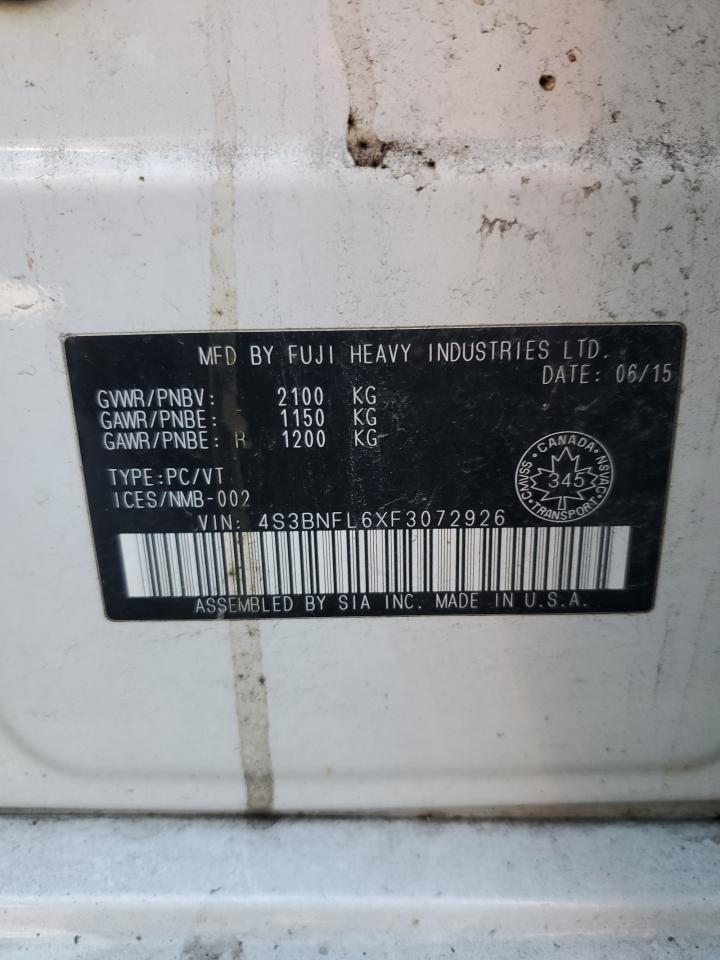 MFD BY FUJI HEAVY INDUSTRIES LTD.
DATE: 06/15
GVWR/PNBV: 2100 KG
GAWR/PNBE: 1150 KG
GAWR/PNBE: R 1200 KG
TYPE:PC/VT
ICES/NMB-002
CANADA
CMVSS 345 NSVAC
TRANSPORT
VIN: 4S3BNFL6XF3072926
ASSEMBLED BY SIA INC. MADE IN U.S.A.